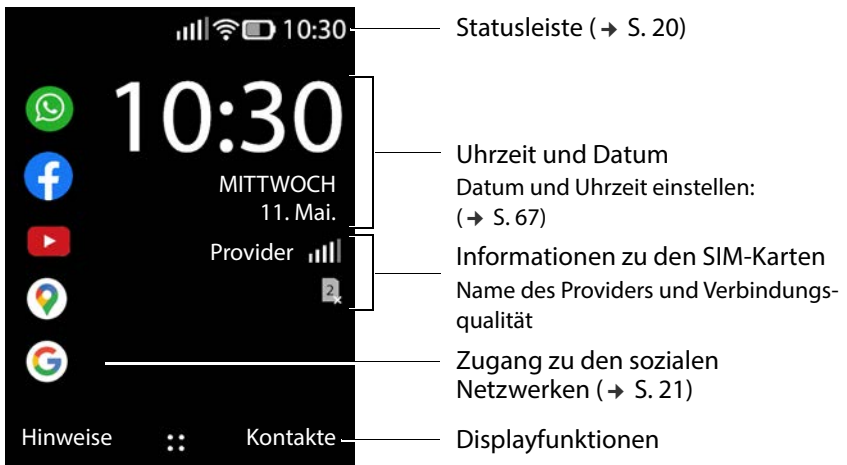 10:30
Statusleiste (➔ S. 20)
10:30
MITTWOCH
11. Mai.
Uhrzeit und Datum
Datum und Uhrzeit einstellen:
(➔ S. 67)
Provider
2
Informationen zu den SIM-Karten
Name des Providers und Verbindungs-
qualität
Zugang zu den sozialen
Netzwerken (➔ S. 21)
Hinweise
Kontakte
Displayfunktionen